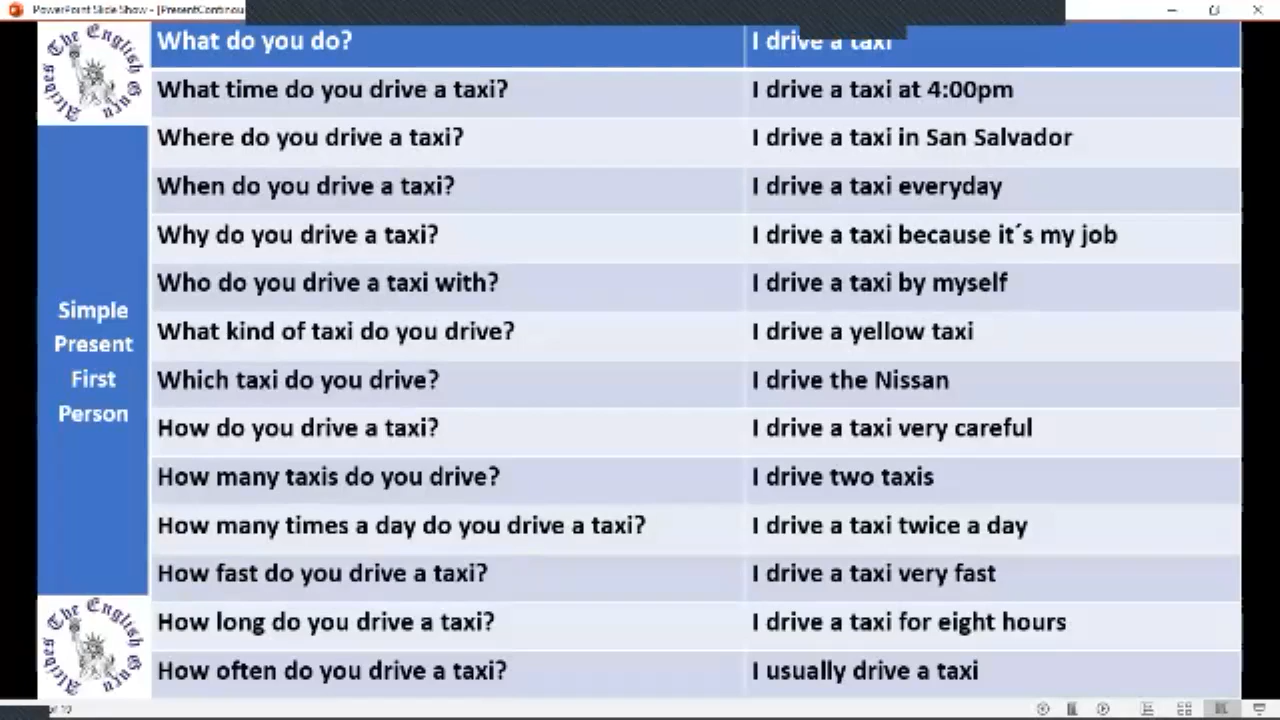 PowerPoint Slide Show - [PresentContinuou
The English Guru Alcides
What do you do? I drive a taxi
What time do you drive a taxi? I drive a taxi at 4:00pm
Where do you drive a taxi? I drive a taxi in San Salvador
When do you drive a taxi? I drive a taxi everyday
Why do you drive a taxi? I drive a taxi because it´s my job
Who do you drive a taxi with? I drive a taxi by myself
What kind of taxi do you drive? I drive a yellow taxi
Which taxi do you drive? I drive the Nissan
How do you drive a taxi? I drive a taxi very careful
How many taxis do you drive? I drive two taxis
How many times a day do you drive a taxi? I drive a taxi twice a day
How fast do you drive a taxi? I drive a taxi very fast
How long do you drive a taxi? I drive a taxi for eight hours
How often do you drive a taxi? I usually drive a taxi
Simple
Present
First
Person
The English Guru Alcides